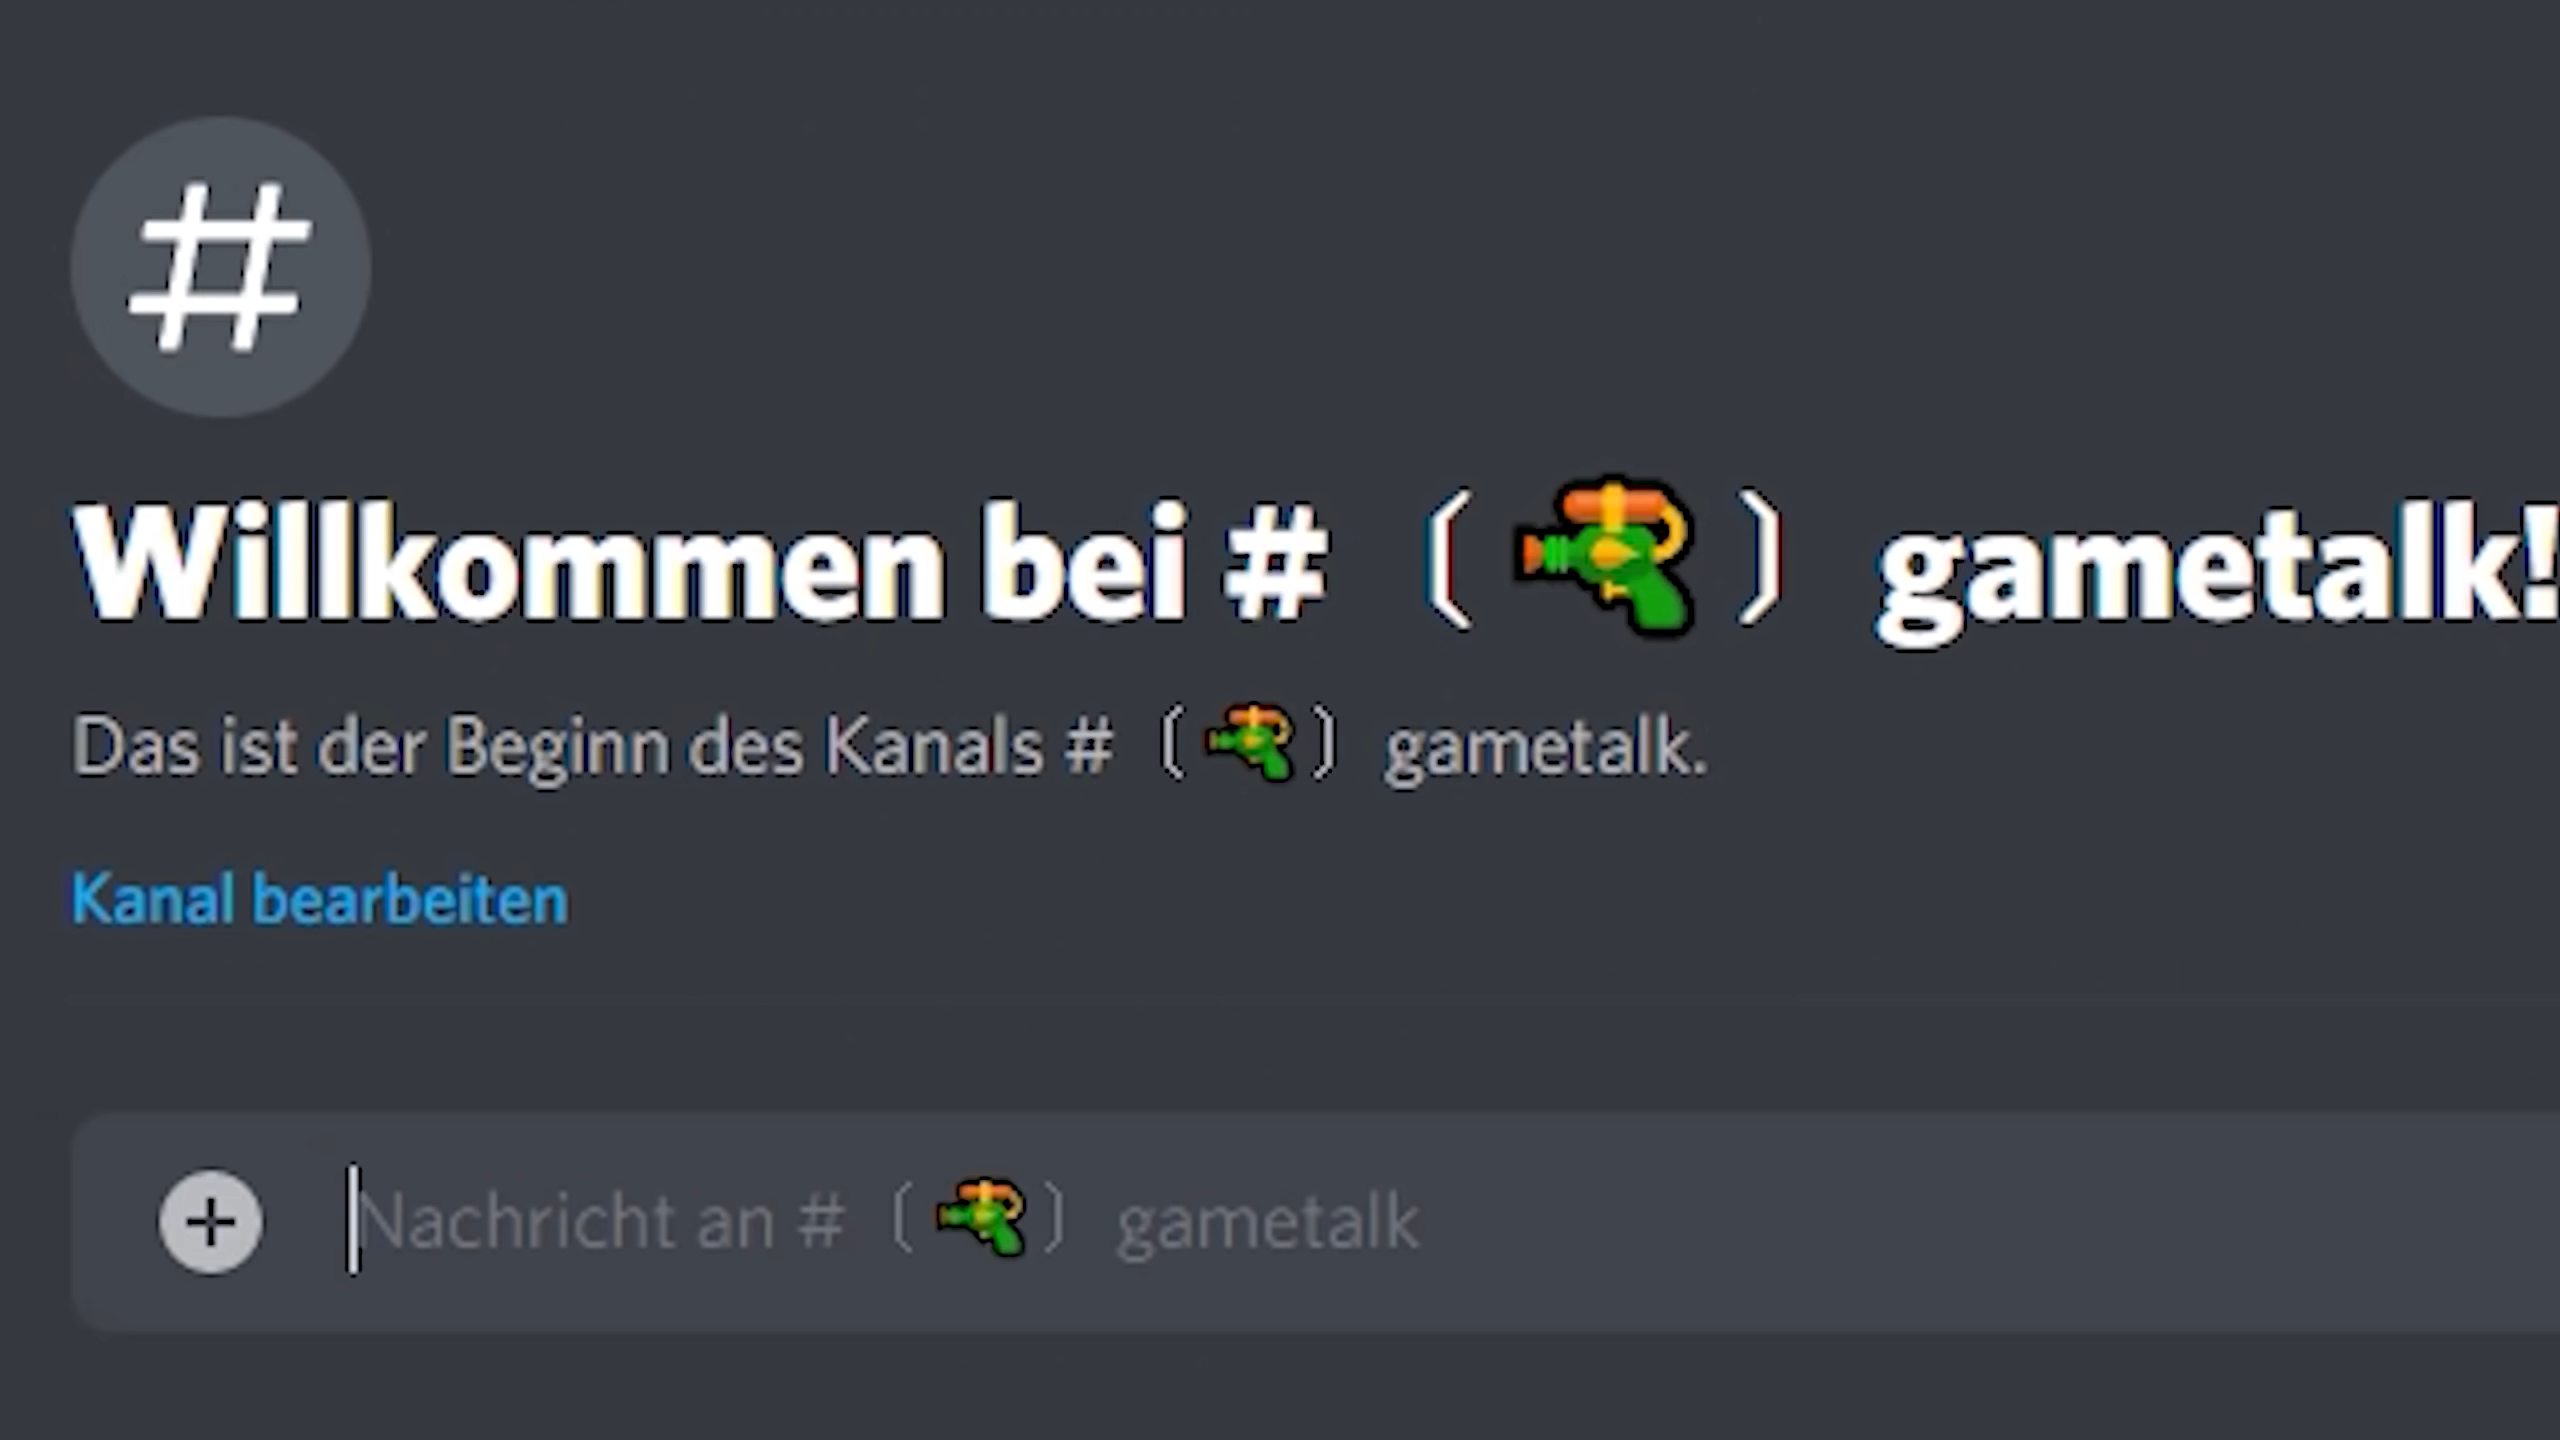 #
Willkommen bei # 〔🔫〕 gametalk!
Das ist der Beginn des Kanals # 〔🔫〕 gametalk.
Kanal bearbeiten
Nachricht an # 〔🔫〕 gametalk